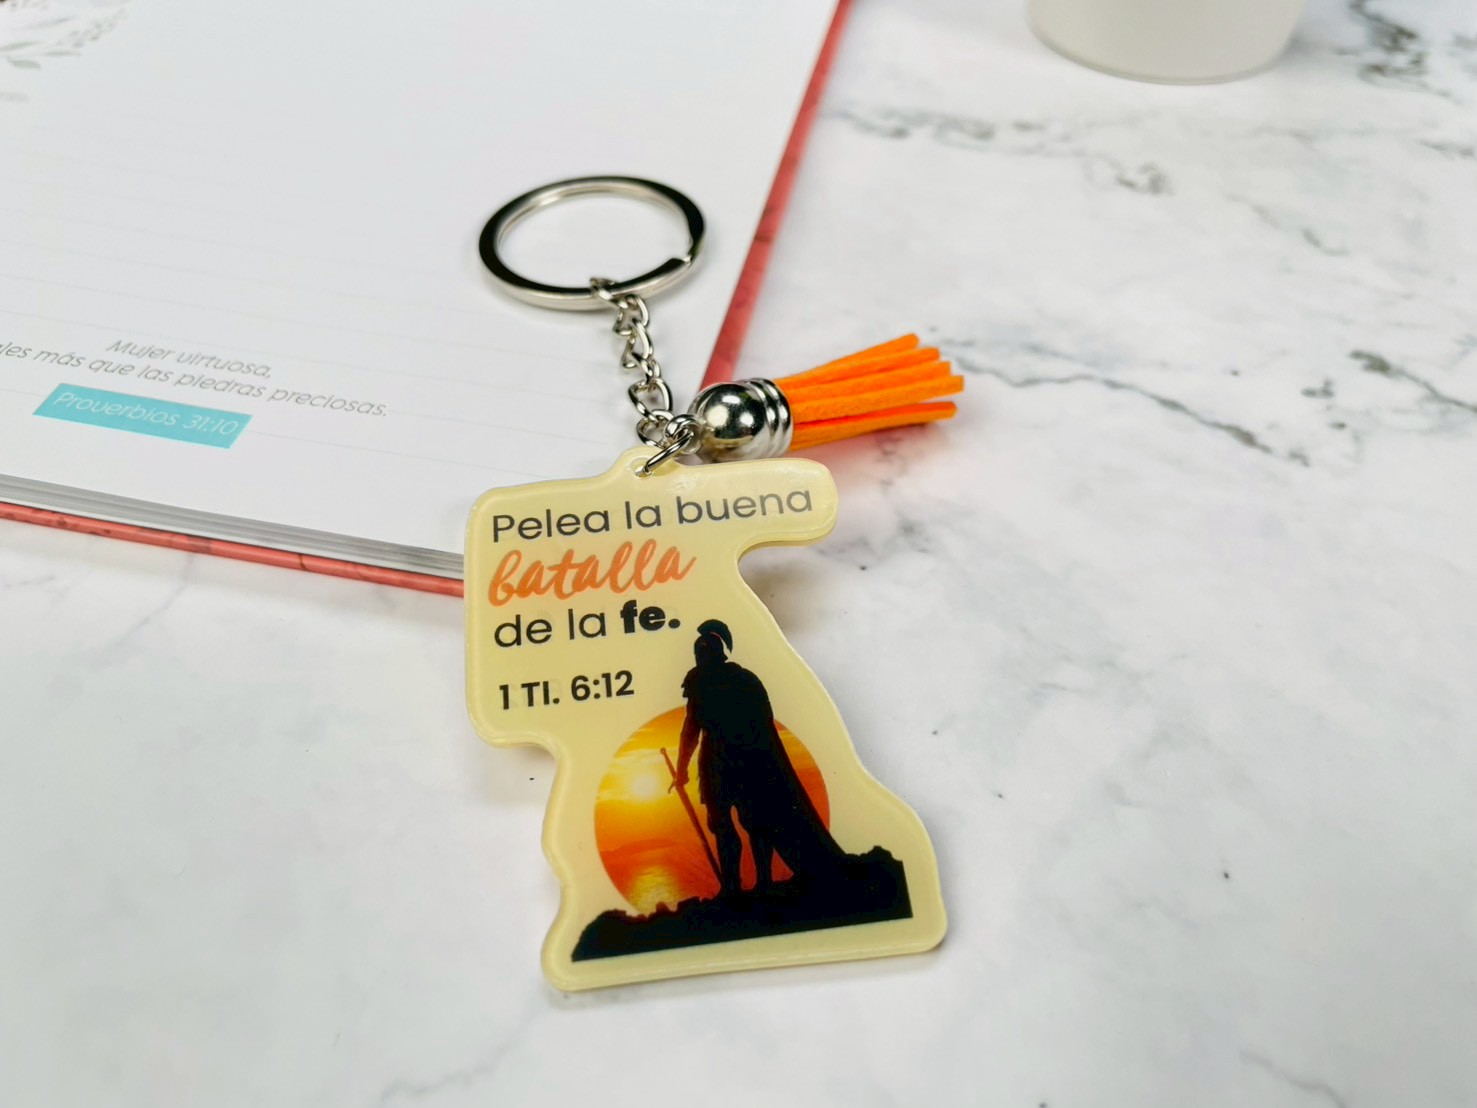 Mujer virtuosa,
más que las piedras preciosas.
Proverbios 31:10
Pelea la buena
batalla
de la fe.
1 TI. 6:12